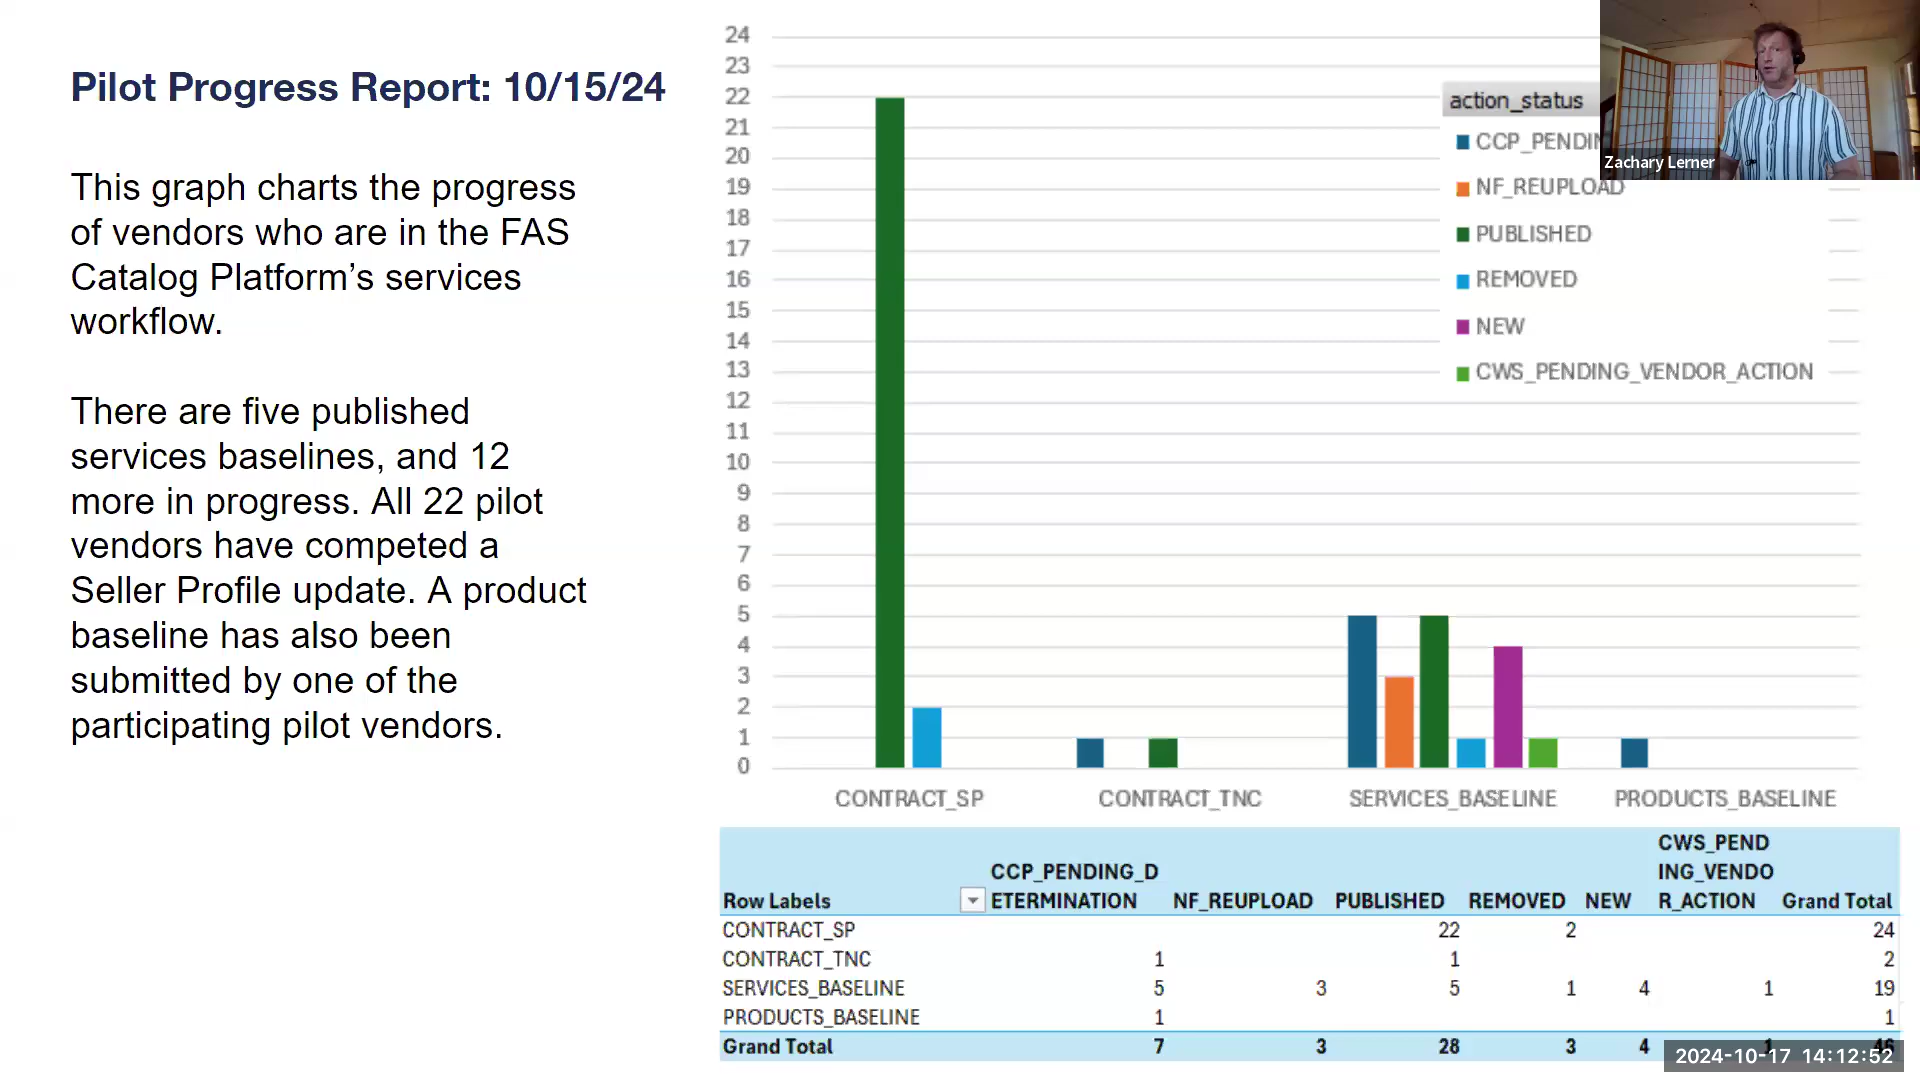 Pilot Progress Report: 10/15/24
This graph charts the progress
of vendors who are in the FAS
Catalog Platform’s services
workflow.
There are five published
services baselines, and 12
more in progress. All 22 pilot
vendors have competed a
Seller Profile update. A product
baseline has also been
submitted by one of the
participating pilot vendors.
24
23
22
21
20
19
18
17
16
15
14
13
12
11
10
9
8
7
6
5
4
3
2
1
0
action_status
CCP_PENDIN
NF_REUPLOAD
PUBLISHED
REMOVED
NEW
CWS_PENDING_VENDOR_ACTION
Zachary Lerner
CONTRACT_SP CONTRACT_TNC SERVICES_BASELINE PRODUCTS_BASELINE
CWS_PEND
CCP_PENDING_D ING_VENDO
Row Labels ETERMINATION NF_REUPLOAD PUBLISHED REMOVED NEW R_ACTION Grand Total
CONTRACT_SP 22 2 24
CONTRACT_TNC 1 1 2
SERVICES_BASELINE 5 3 5 1 4 1 19
PRODUCTS_BASELINE 1 1
Grand Total 7 3 28 3 4 1 46
2024-10-17 14:12:52